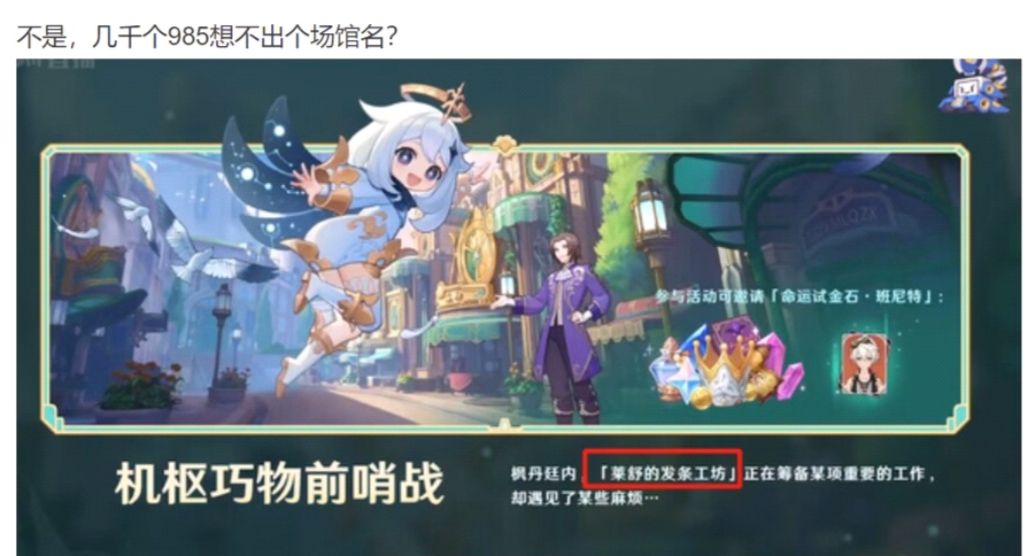 不是，几千个985想不出个场馆名？
参与活动可邀请「命运试金石·班尼特」：
机枢巧物前哨战
枫丹廷内，「莱舒的发条工坊」正在筹备某项重要的工作，
却遇见了某些麻烦…